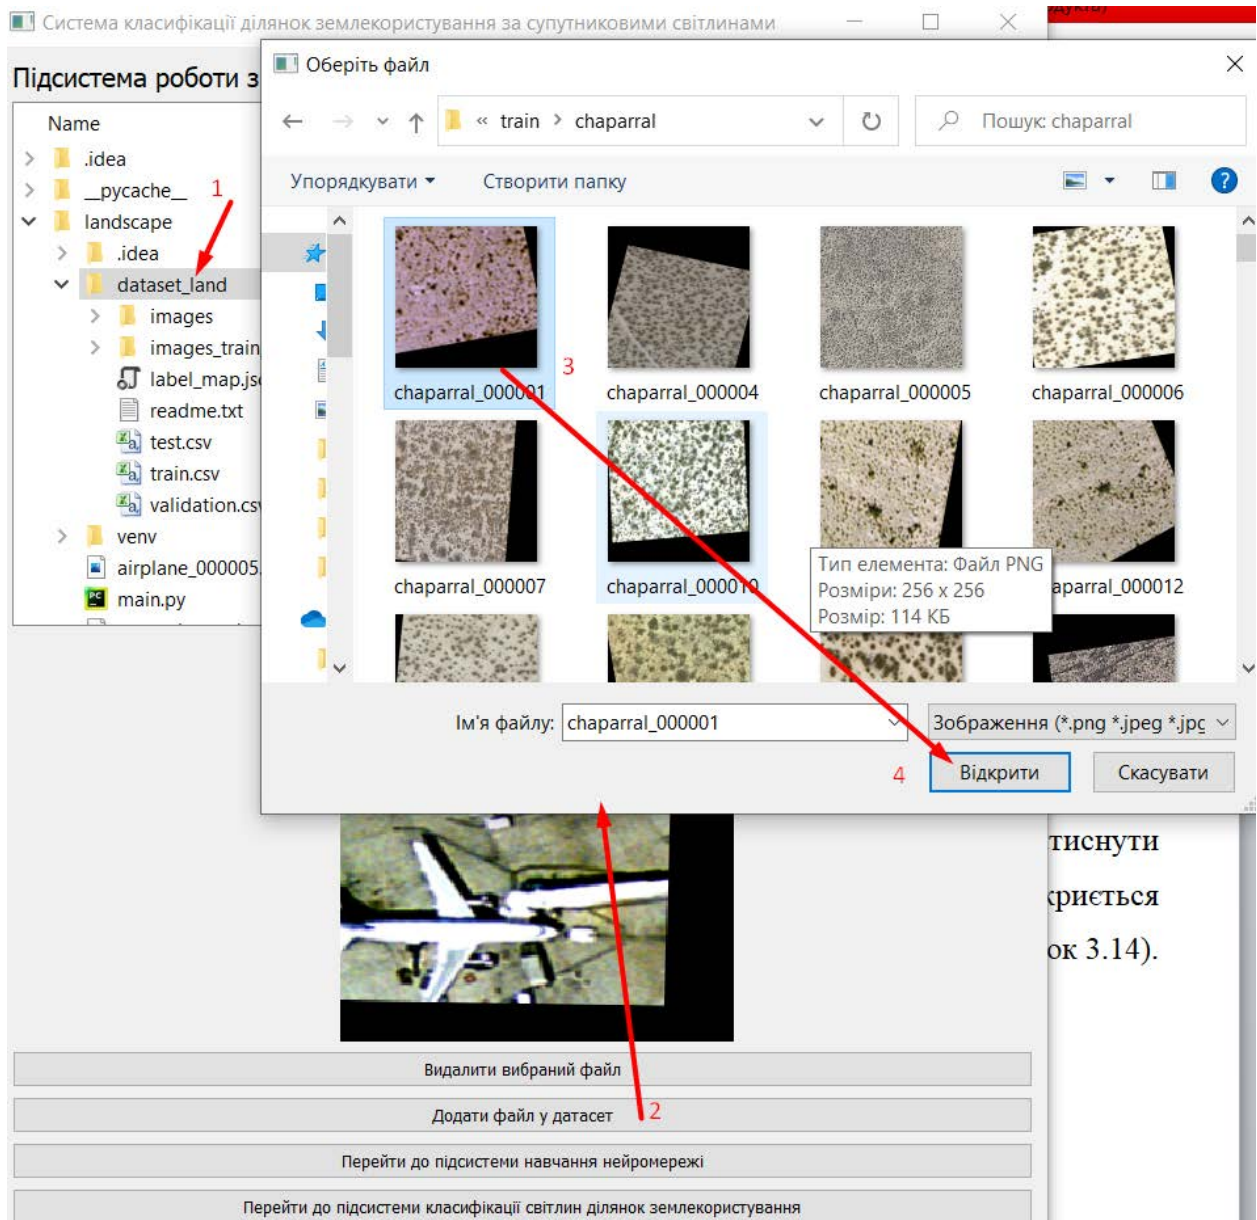 Система класифікації ділянок землекористування за супутниковими світлинами
Підсистема роботи з
Name
.idea
__pycache__
1
landscape
.idea
dataset_land
images
images_train
label_map.js
readme.txt
test.csv
train.csv
validation.cs
venv
airplane_000005.
main.py
Оберіть файл
« train > chaparral
Пошук: chaparral
Упорядкувати
Створити папку
chaparral_000001
3
chaparral_000004
chaparral_000005
chaparral_000006
chaparral_000007
chaparral_000010
aparral_000012
Тип елемента: Файл PNG
Розміри: 256 x 256
Розмір: 114 КБ
Ім'я файлу:
chaparral_000001
Зображення (*.png *.jpeg *.jpg
4
Відкрити
Скасувати
тиснути
криється
ок 3.14).
Видалити вибраний файл
Додати файл у датасет
2
Перейти до підсистеми навчання нейромережі
Перейти до підсистеми класифікації світлин ділянок землекористування